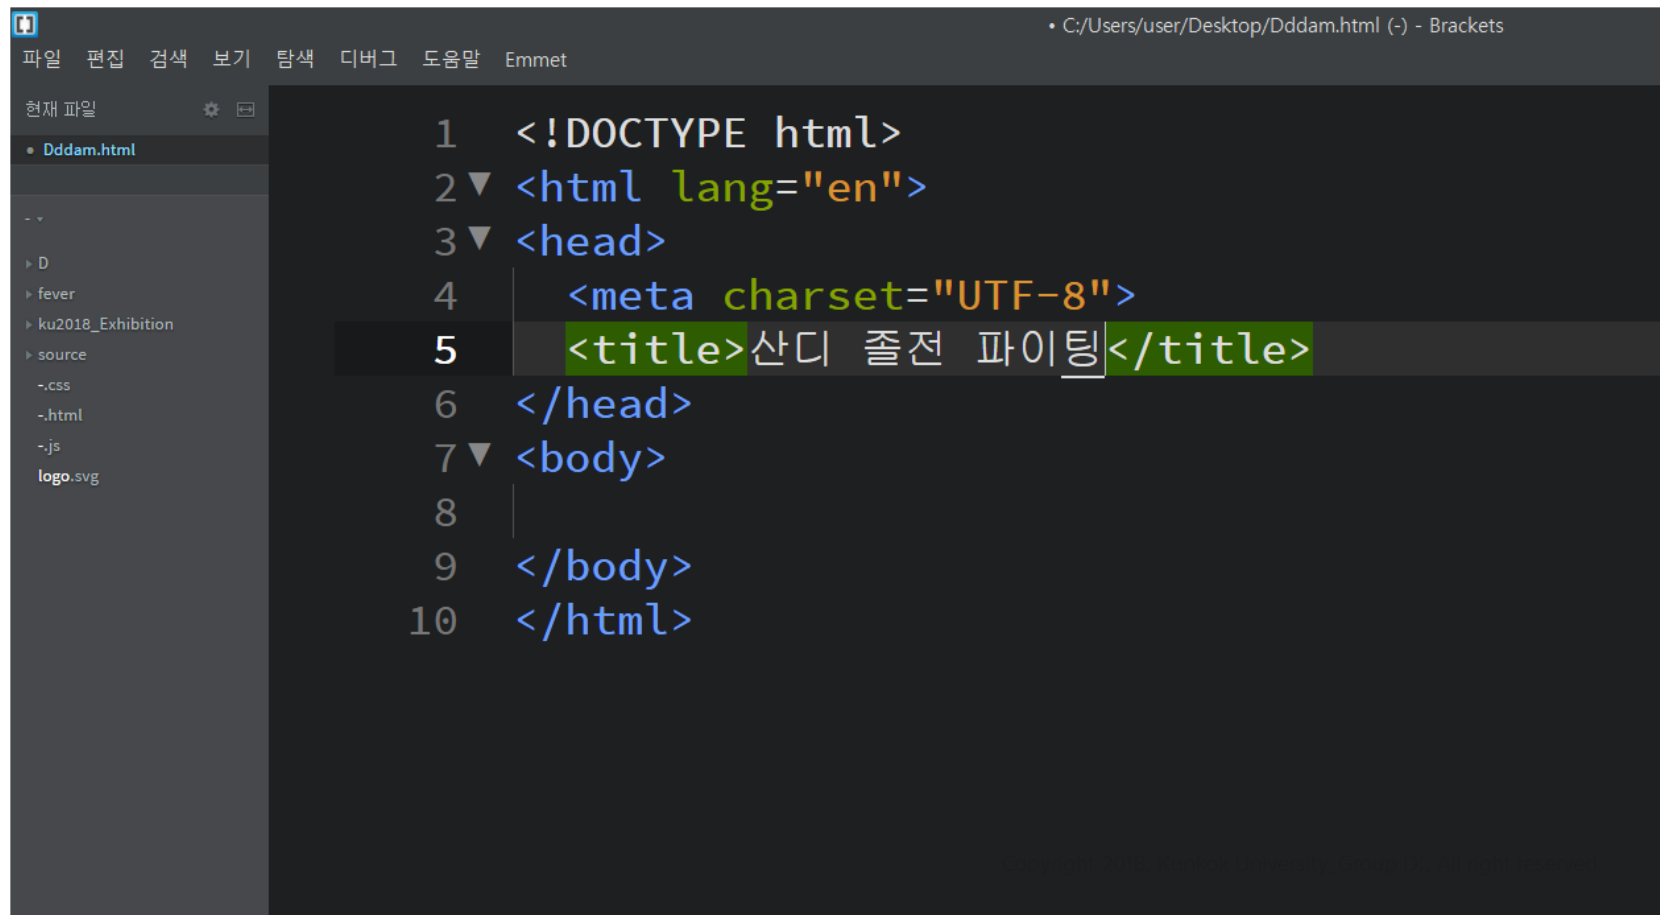 • C:/Users/user/Desktop/Dddam.html (-) - Brackets
파일 편집 검색 보기 탐색 디버그 도움말 Emmet
현재 파일
• Dddam.html
-
D
fever
ku2018_Exhibition
source
-.css
-.html
-.js
logo.svg
1 <!DOCTYPE html>
2 <html lang="en">
3 <head>
4 <meta charset="UTF-8">
5 <title>산디 졸전 파이팅</title>
6 </head>
7 <body>
8
9 </body>
10 </html>